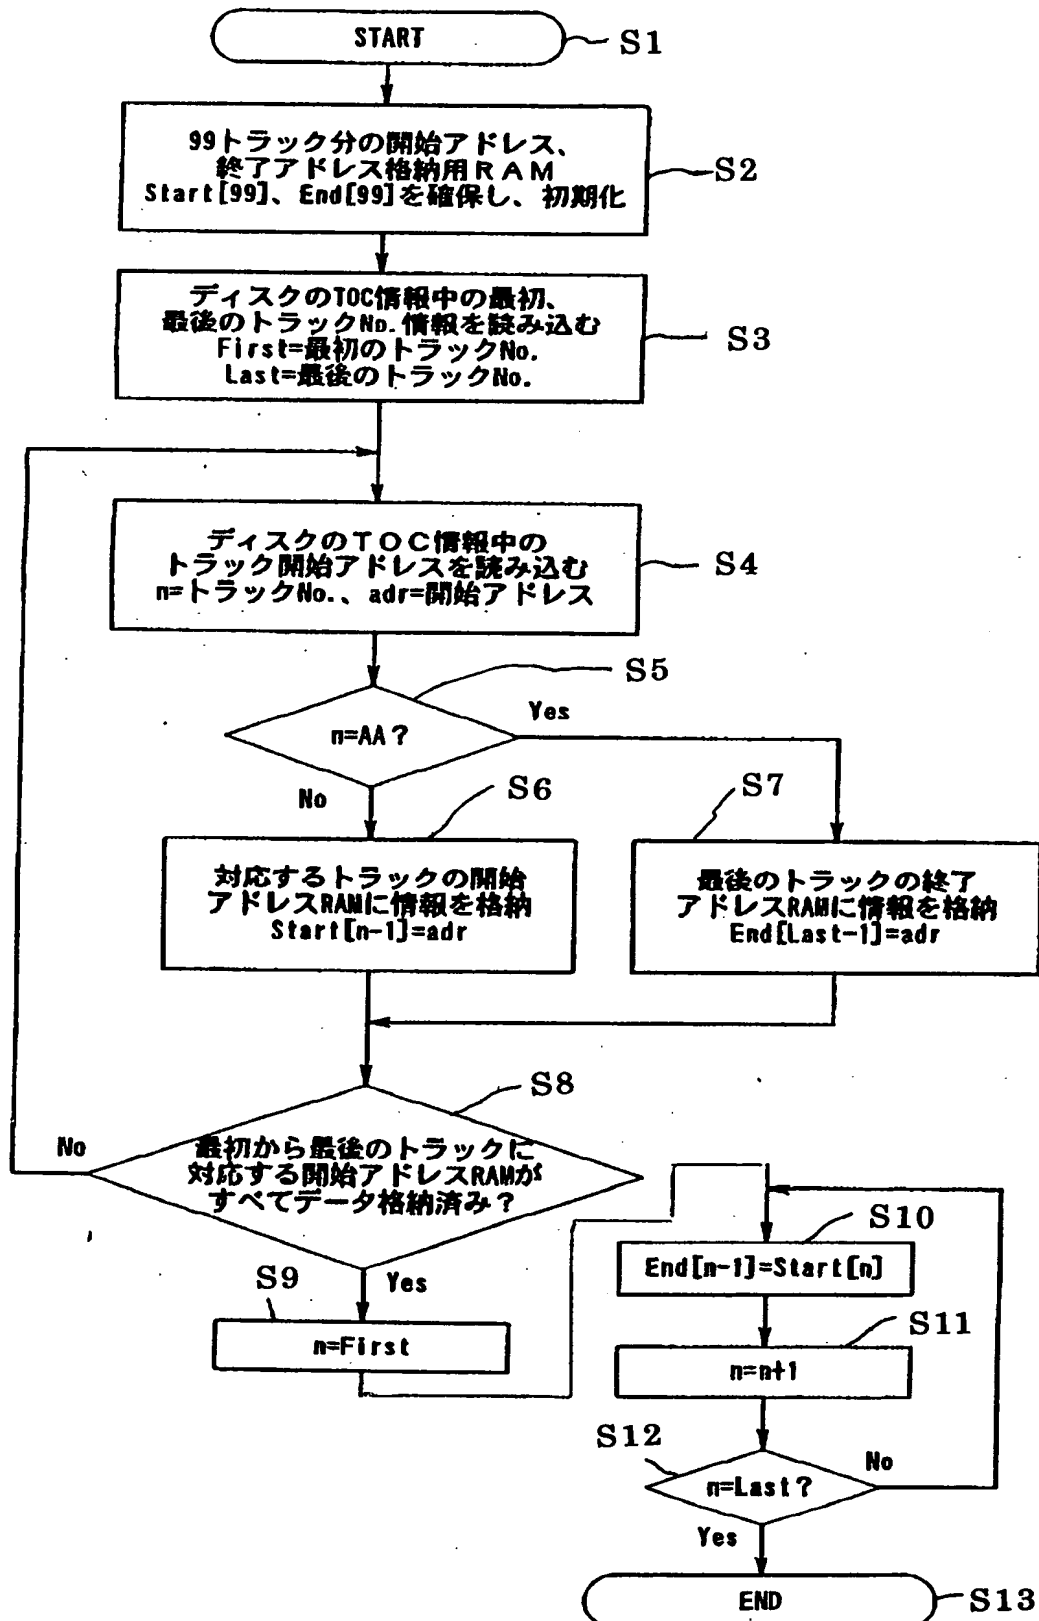 START
S1
99トラック分の開始アドレス、
終了アドレス格納用RAM
Start[99]、End[99]を確保し、初期化
S2
ディスクのTOC情報中の最初、
最後のトラックNo.情報を読み込む
First=最初のトラックNo.
Last=最後のトラックNo.
S3
ディスクのTOC情報中の
トラック開始アドレスを読み込む
n=トラックNo.、adr=開始アドレス
S4
S5
n=AA?
Yes
No
S6
対応するトラックの開始
アドレスRAMに情報を格納
Start[n-1]=adr
S7
最後のトラックの終了
アドレスRAMに情報を格納
End[Last-1]=adr
S8
No
最初から最後のトラックに
対応する開始アドレスRAMが
すべてデータ格納済み?
Yes
S9
n=First
S10
End[n-1]=Start[n]
S11
n=n+1
S12
n=Last?
No
Yes
END
S13